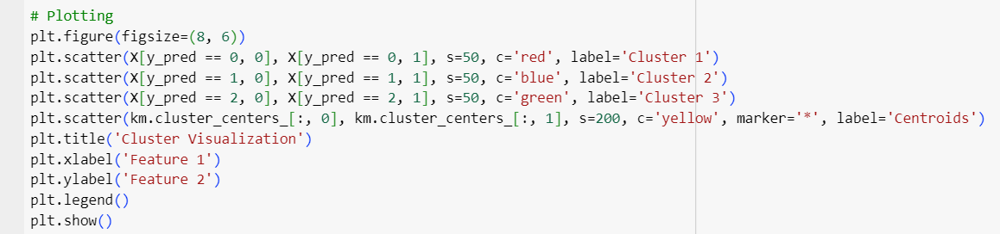 # Plotting
plt.figure(figsize=(8, 6))
plt.scatter(X[y_pred == 0, 0], X[y_pred == 0, 1], s=50, c='red', label='Cluster 1')
plt.scatter(X[y_pred == 1, 0], X[y_pred == 1, 1], s=50, c='blue', label='Cluster 2')
plt.scatter(X[y_pred == 2, 0], X[y_pred == 2, 1], s=50, c='green', label='Cluster 3')
plt.scatter(km.cluster_centers_[:, 0], km.cluster_centers_[:, 1], s=200, c='yellow', marker='*', label='Centroids')
plt.title('Cluster Visualization')
plt.xlabel('Feature 1')
plt.ylabel('Feature 2')
plt.legend()
plt.show()